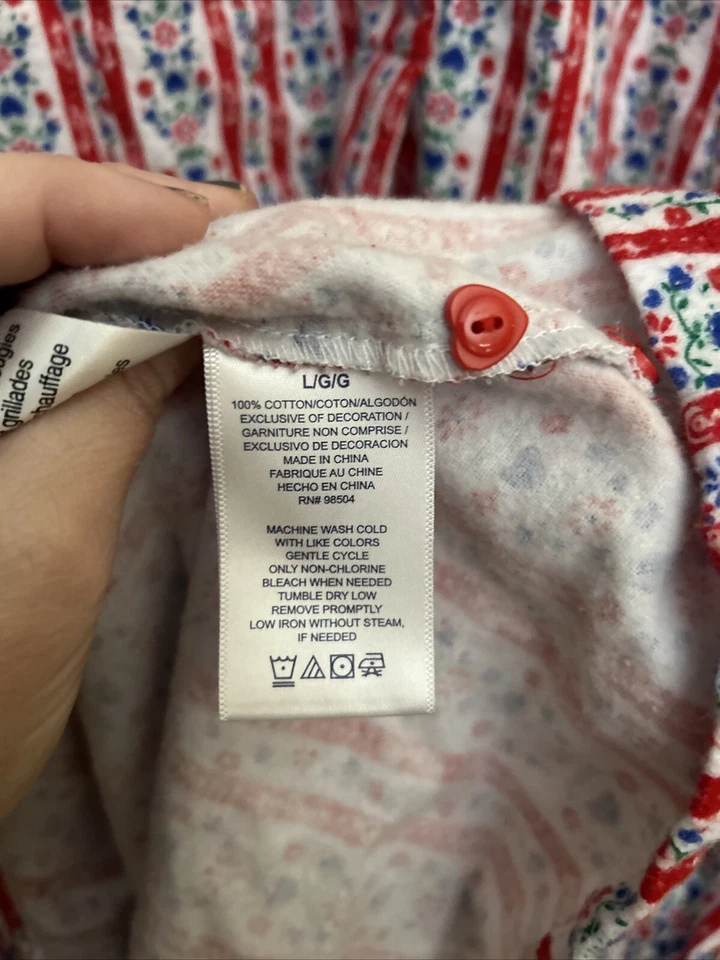 L/G/G
100% COTTON/COTON/ALGODÓN
EXCLUSIVE OF DECORATION /
GARNITURE NON COMPRISE /
EXCLUSIVO DE DECORACION
MADE IN CHINA
FABRIQUE AU CHINE
HECHO EN CHINA
RN# 98504
MACHINE WASH COLD
WITH LIKE COLORS
GENTLE CYCLE
ONLY NON-CHLORINE
BLEACH WHEN NEEDED
TUMBLE DRY LOW
REMOVE PROMPTLY
LOW IRON WITHOUT STEAM,
IF NEEDED
grillades